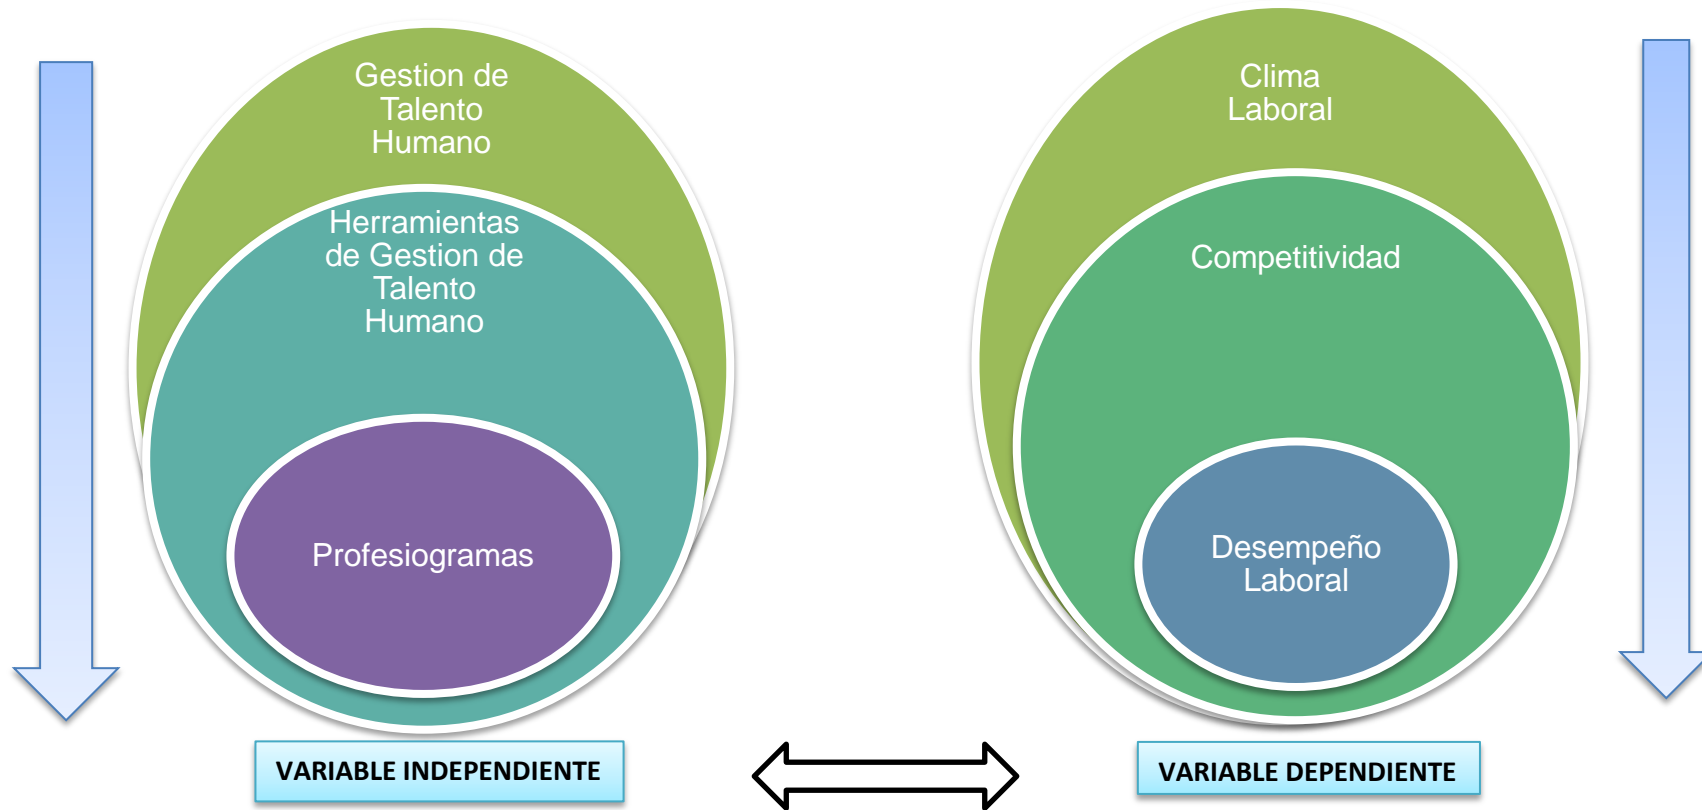 Gestion de
Talento
Humano
Herramientas
de Gestion de
Talento
Humano
Profesiogramas
VARIABLE INDEPENDIENTE
Clima
Laboral
Competitividad
Desempeño
Laboral
VARIABLE DEPENDIENTE